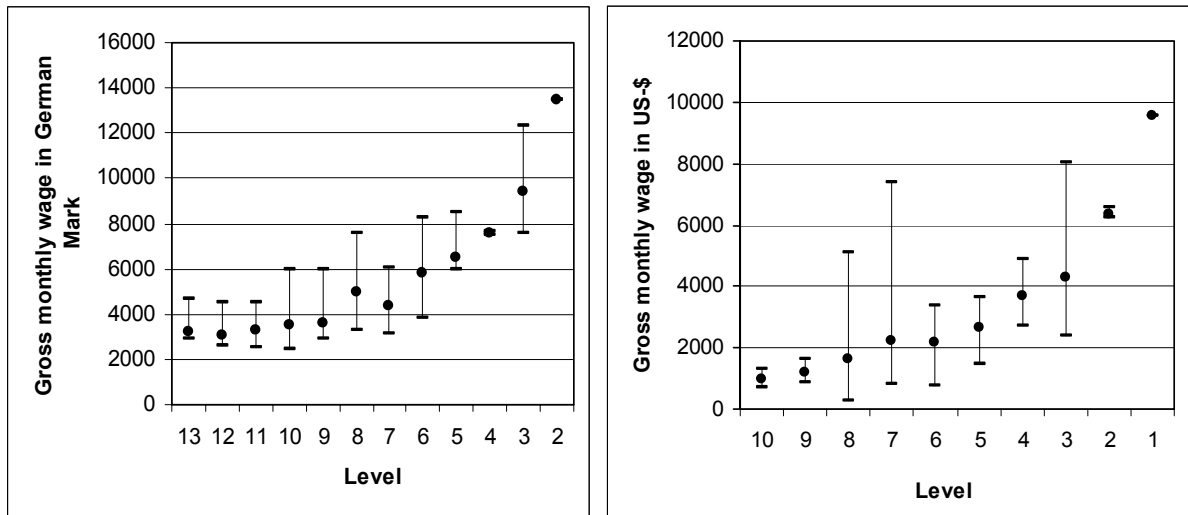 Gross monthly wage in German
Mark
16000
14000
12000
10000
8000
6000
4000
2000
0
13 12 11 10 9 8 7 6 5 4 3 2
Level
Gross monthly wage in US-$
12000
10000
8000
6000
4000
2000
0
10 9 8 7 6 5 4 3 2 1
Level